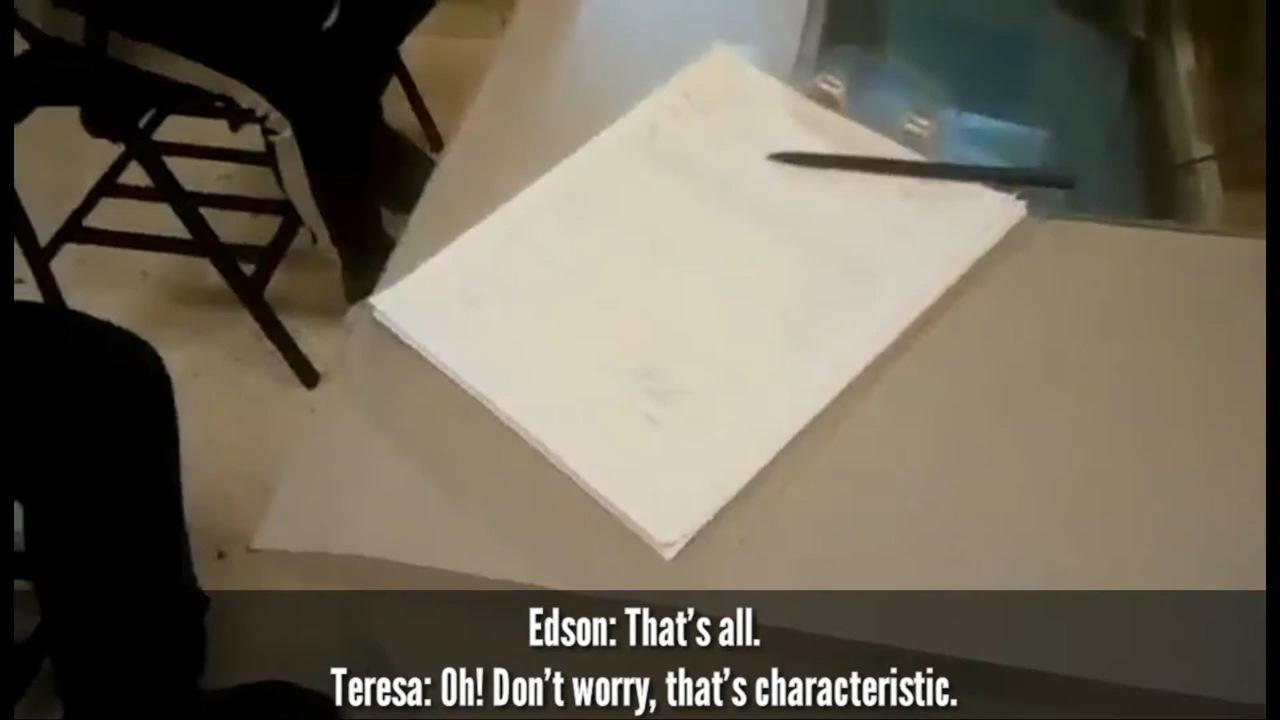 Edson: That's all.
Teresa: Oh! Don't worry, that's characteristic.